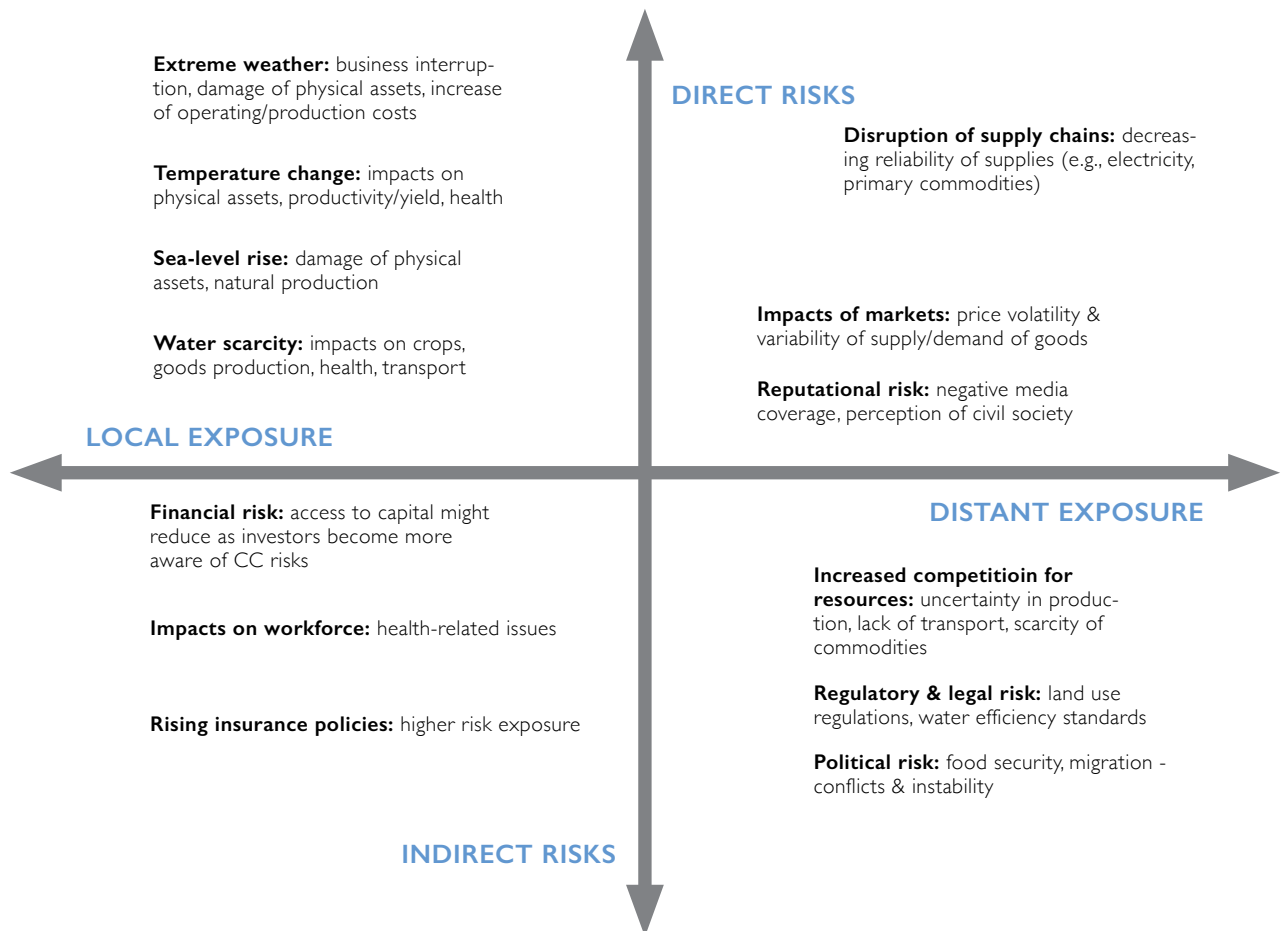 Extreme weather: business interrup-
tion, damage of physical assets, increase
of operating/production costs
Temperature change: impacts on
physical assets, productivity/yield, health
Sea-level rise: damage of physical
assets, natural production
Water scarcity: impacts on crops,
goods production, health, transport
LOCAL EXPOSURE
DIRECT RISKS
Disruption of supply chains: decreas-
ing reliability of supplies (e.g., electricity,
primary commodities)
Impacts of markets: price volatility &
variability of supply/demand of goods
Reputational risk: negative media
coverage, perception of civil society
Financial risk: access to capital might
reduce as investors become more
aware of CC risks
Impacts on workforce: health-related issues
Rising insurance policies: higher risk exposure
INDIRECT RISKS
DISTANT EXPOSURE
Increased competitioin for
resources: uncertainty in produc-
tion, lack of transport, scarcity of
commodities
Regulatory & legal risk: land use
regulations, water efficiency standards
Political risk: food security, migration -
conflicts & instability